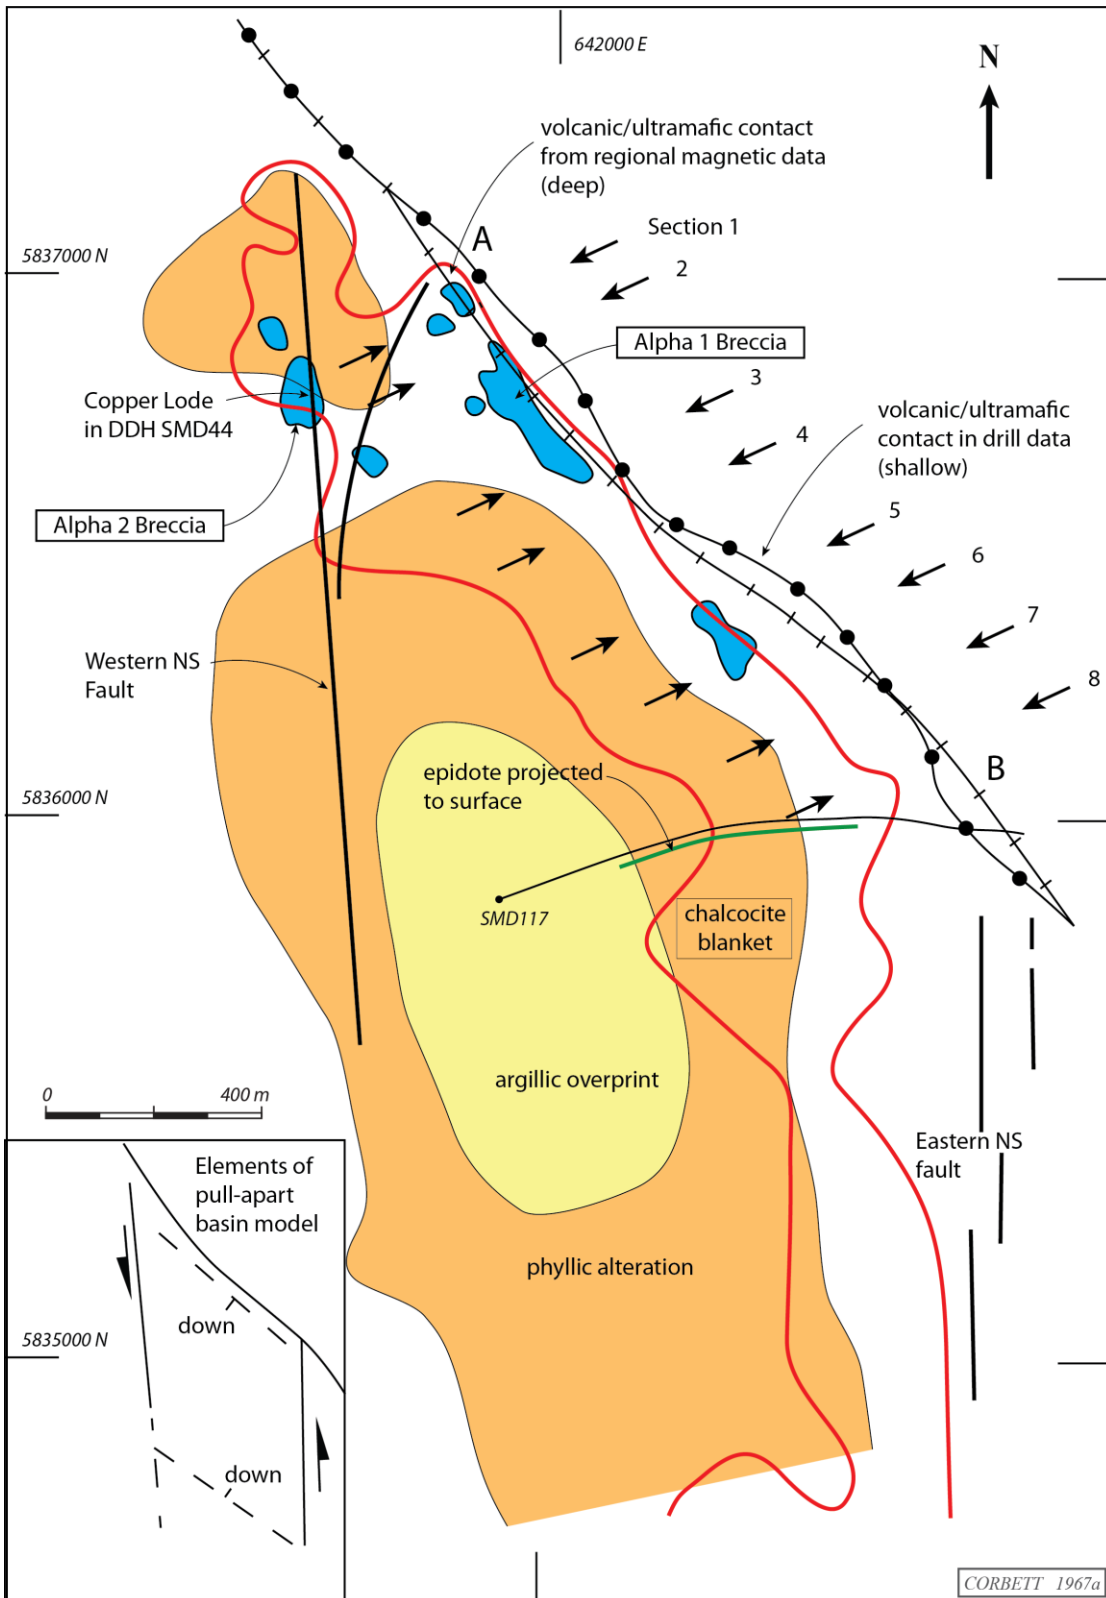 642000 E
N
volcanic/ultramafic contact
from regional magnetic data
(deep)
A
Section 1
5837000 N
2
Alpha 1 Breccia
3
Copper Lode
in DDH SMD44
volcanic/ultramafic
contact in drill data
(shallow)
4
Alpha 2 Breccia
5
6
7
Western NS
Fault
8
B
epidote projected
to surface
5836000 N
SMD117
chalcocite
blanket
argillic overprint
0
400 m
Eastern NS
fault
Elements of
pull-apart
basin model
phyllic alteration
down
5835000 N
down
CORBETT 1967a